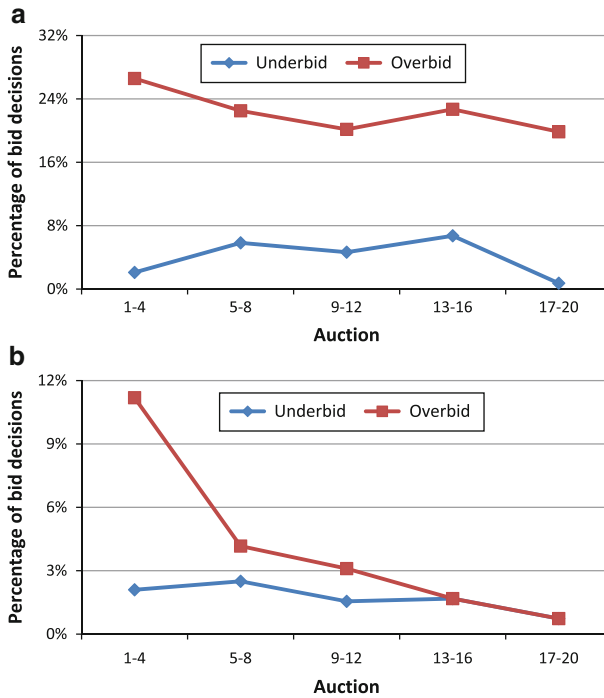 a
Percentage of bid decisions
32%
24%
16%
8%
0%
Underbid
Overbid
1-4
5-8
9-12
13-16
17-20
Auction
b
Percentage of bid decisions
12%
9%
6%
3%
0%
Underbid
Overbid
1-4
5-8
9-12
13-16
17-20
Auction